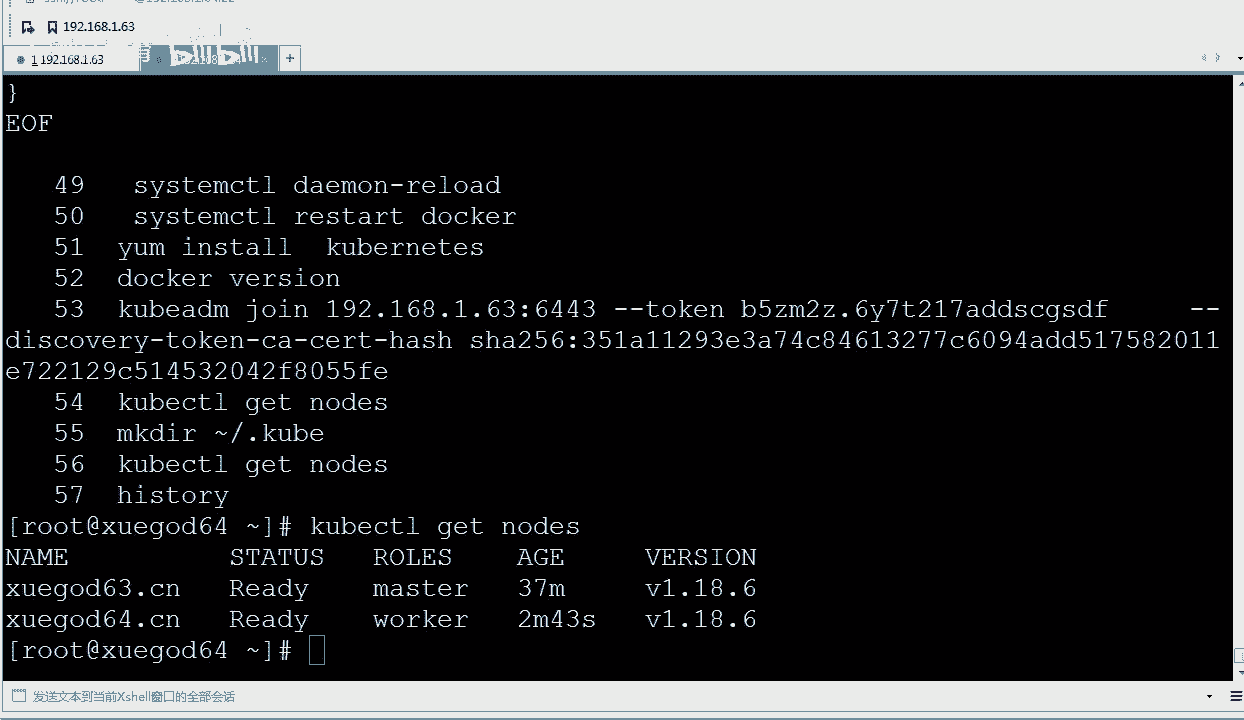 192.168.1.63
1 192.168.1.63
+
}
EOF
49 systemctl daemon-reload
50 systemctl restart docker
51 yum install kubernetes
52 docker version
53 kubeadm join 192.168.1.63:6443 --token b5zm2z.6y7t217addscgsdf --
discovery-token-ca-cert-hash sha256:351a11293e3a74c84613277c6094add517582011
e722129c514532042f8055fe
54 kubectl get nodes
55 mkdir ~/.kube
56 kubectl get nodes
57 history
[root@xuegod64 ~]# kubectl get nodes
NAME STATUS ROLES AGE VERSION
xuegod63.cn Ready master 37m v1.18.6
xuegod64.cn Ready worker 2m43s v1.18.6
[root@xuegod64 ~]#
发送文本到当前Xshell窗口的全部会话